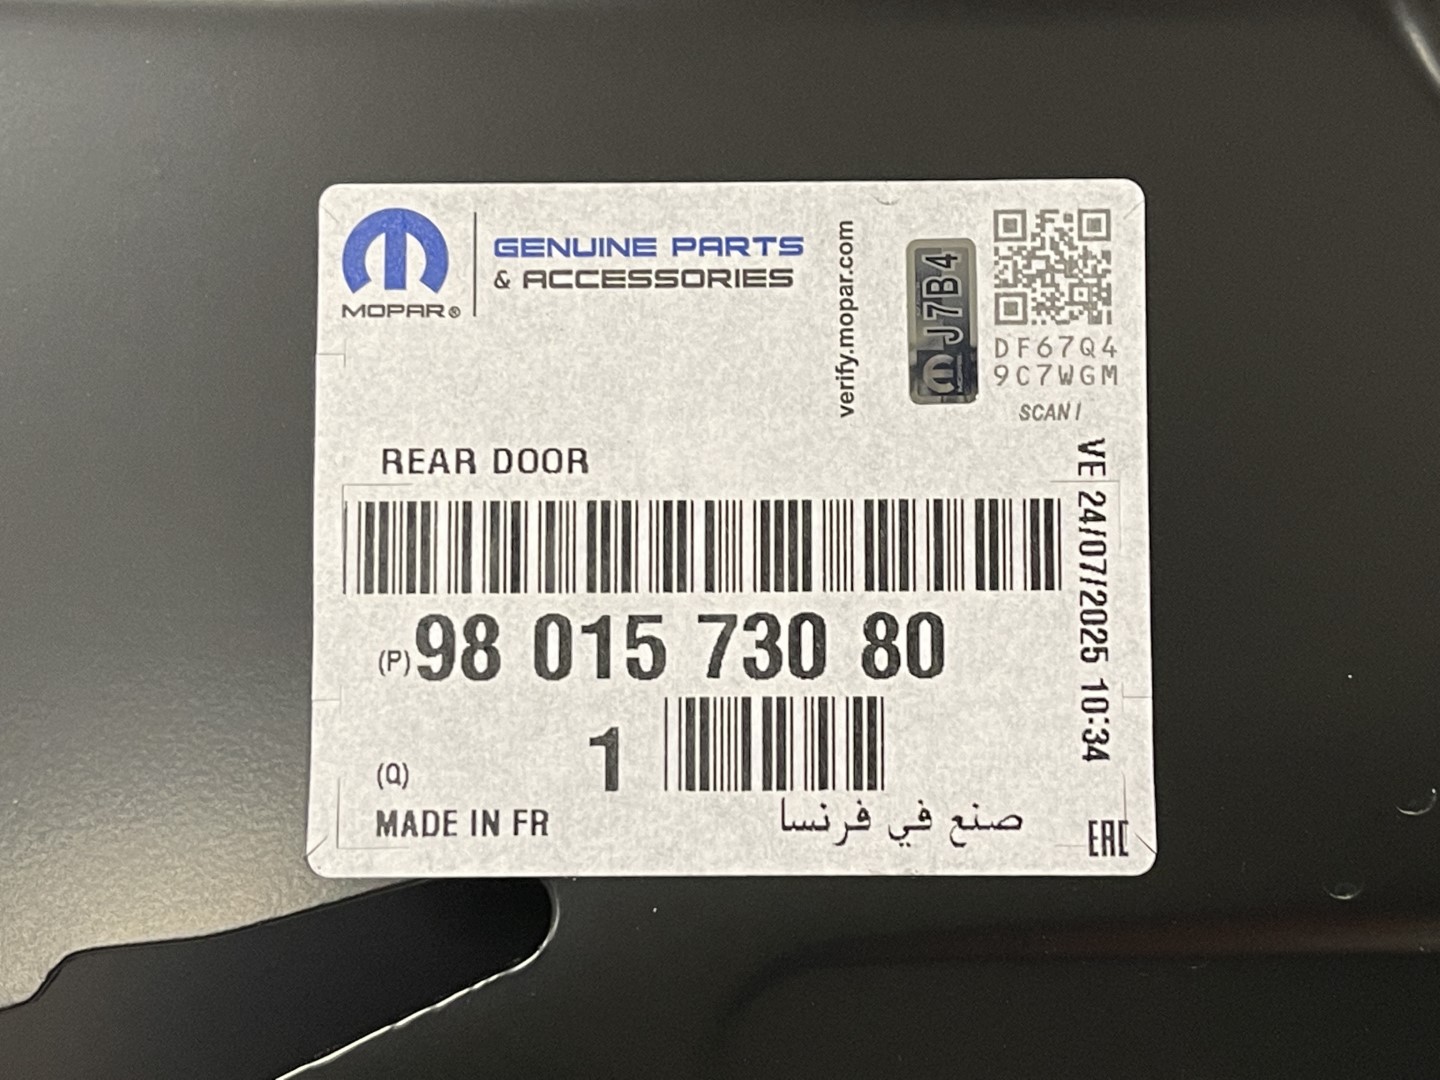 MOPAR®
GENUINE PARTS
& ACCESSORIES
verify.mopar.com
MOPAR
J7B4
DF67Q4
9C7WGM
SCAN!
REAR DOOR
VE 24/07/2025 10:34
(P) 98 015 730 80
(Q) 1
MADE IN FR
صنع في فرنسا
EAC